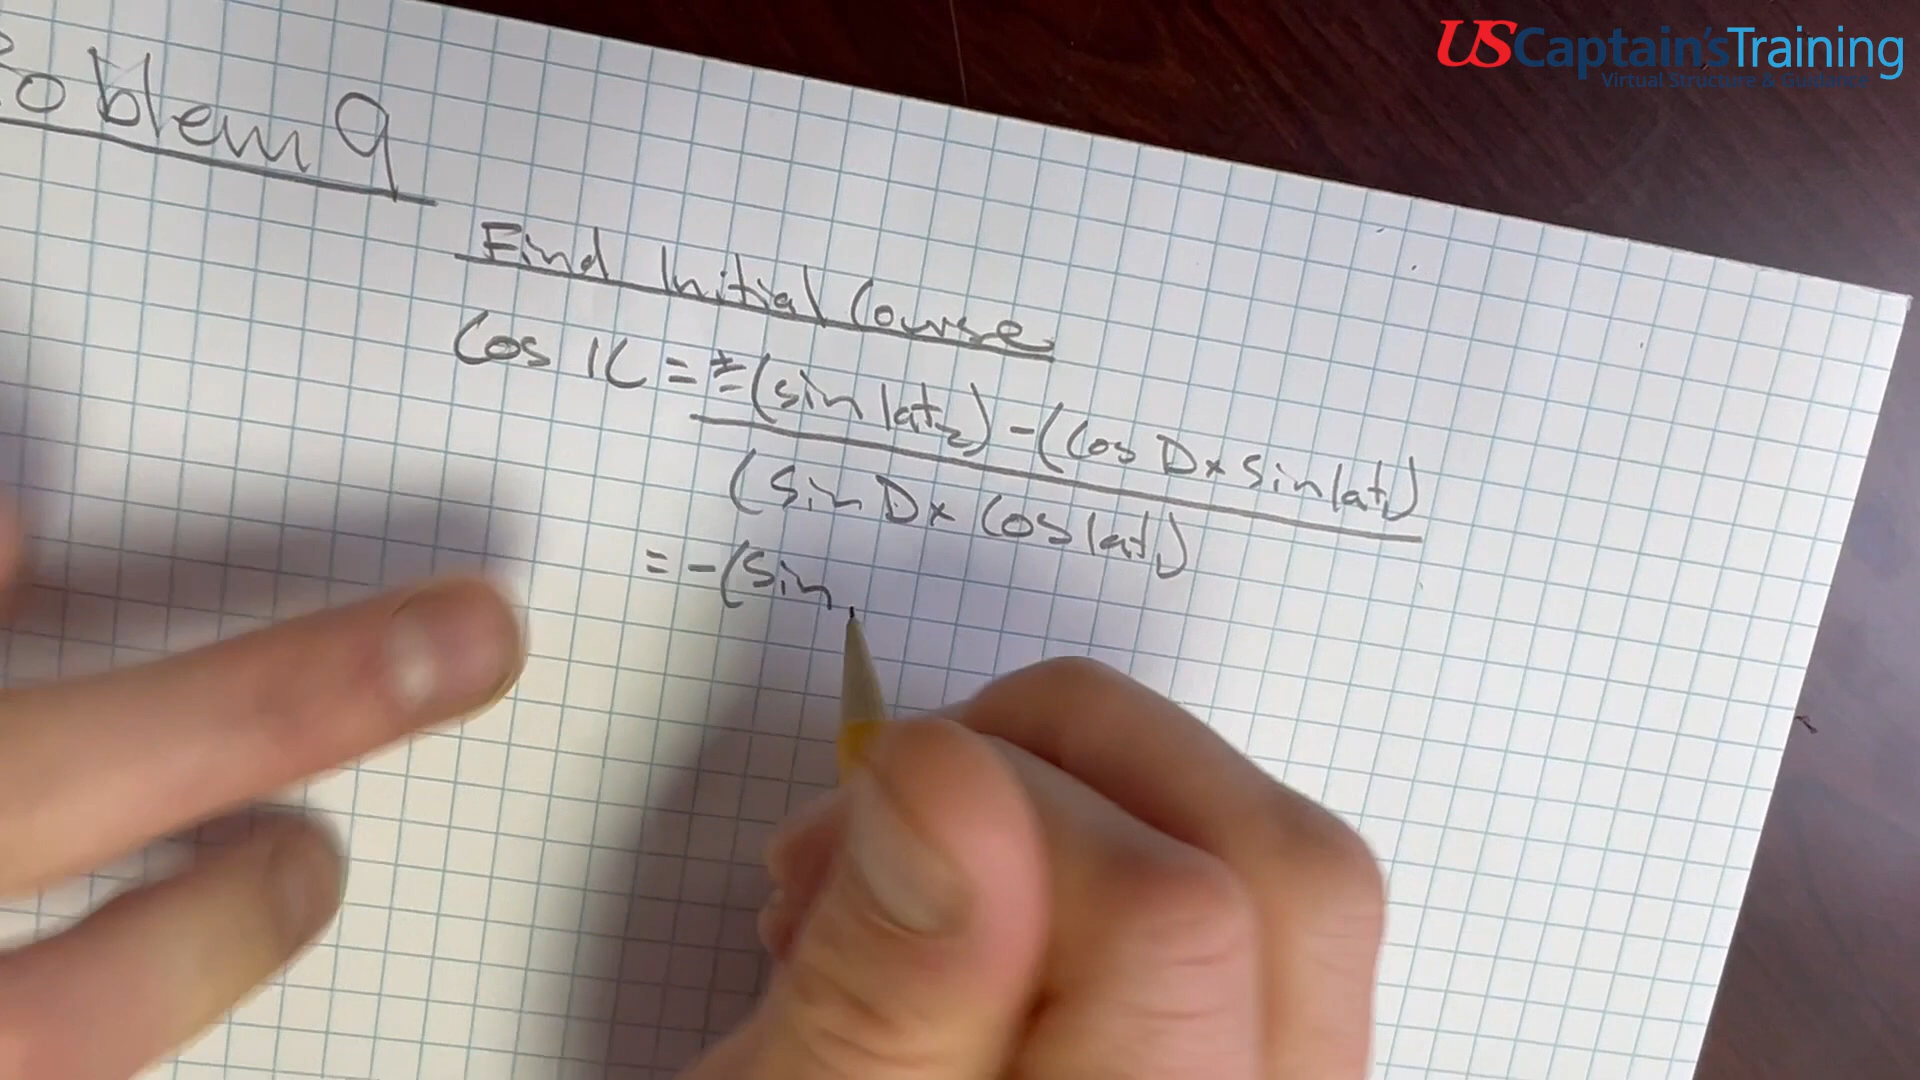 USCaptain'sTraining
Virtual Structure & Guidance
Problem 9
Find Initial Course
Cos IC = ±(sin lat₂) - (Cos D × Sin lat₁)
(Sin D × Cos lat₁)
= -(Sin